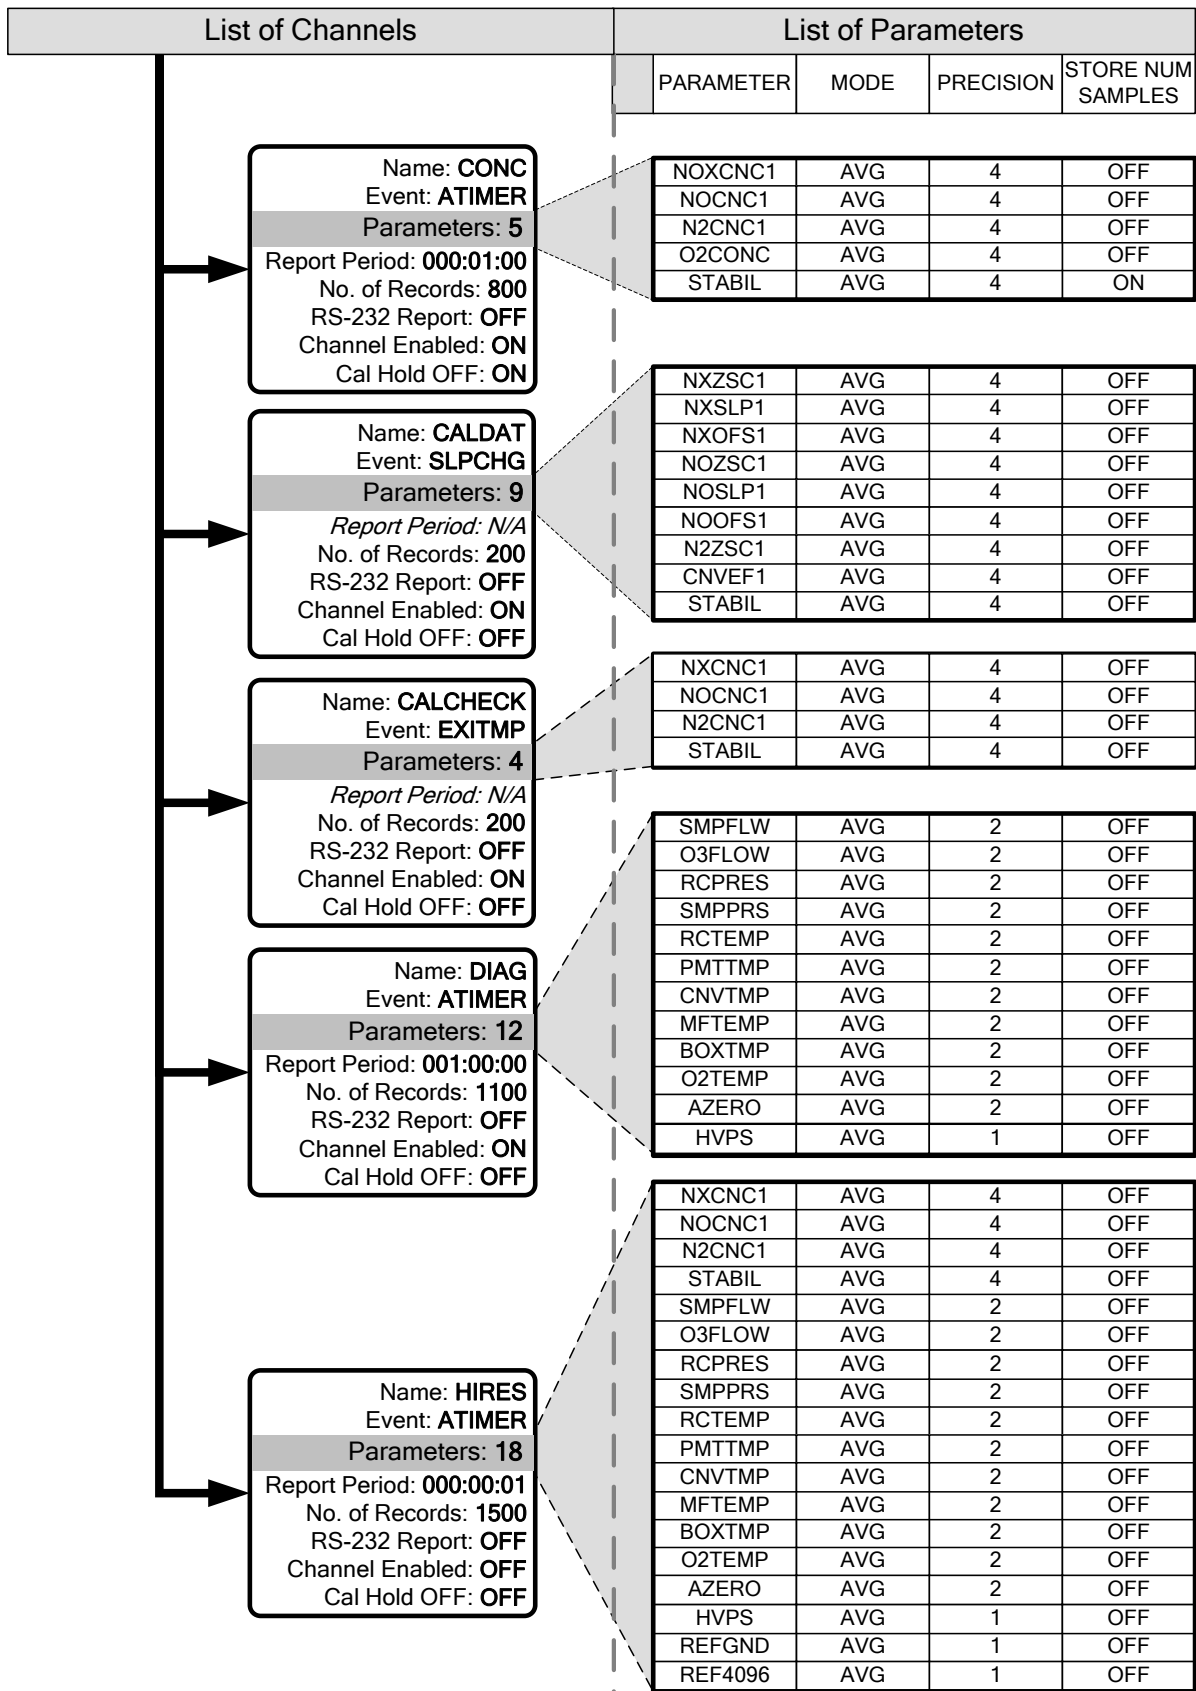 List of Channels
List of Parameters
PARAMETER MODE PRECISION STORE NUM SAMPLES
Name: CONC
Event: ATIMER
Parameters: 5
Report Period: 000:01:00
No. of Records: 800
RS-232 Report: OFF
Channel Enabled: ON
Cal Hold OFF: ON
NOXCNC1 AVG 4 OFF
NOCNC1 AVG 4 OFF
N2CNC1 AVG 4 OFF
O2CONC AVG 4 OFF
STABIL AVG 4 ON
Name: CALDAT
Event: SLPCHG
Parameters: 9
Report Period: N/A
No. of Records: 200
RS-232 Report: OFF
Channel Enabled: ON
Cal Hold OFF: OFF
NXZSC1 AVG 4 OFF
NXSLP1 AVG 4 OFF
NXOFS1 AVG 4 OFF
NOZSC1 AVG 4 OFF
NOSLP1 AVG 4 OFF
NOOFS1 AVG 4 OFF
N2ZSC1 AVG 4 OFF
CNVEF1 AVG 4 OFF
STABIL AVG 4 OFF
Name: CALCHECK
Event: EXITMP
Parameters: 4
Report Period: N/A
No. of Records: 200
RS-232 Report: OFF
Channel Enabled: ON
Cal Hold OFF: OFF
NXCNC1 AVG 4 OFF
NOCNC1 AVG 4 OFF
N2CNC1 AVG 4 OFF
STABIL AVG 4 OFF
Name: DIAG
Event: ATIMER
Parameters: 12
Report Period: 001:00:00
No. of Records: 1100
RS-232 Report: OFF
Channel Enabled: ON
Cal Hold OFF: OFF
SMPFLW AVG 2 OFF
O3FLOW AVG 2 OFF
RCPRES AVG 2 OFF
SMPPRS AVG 2 OFF
RCTEMP AVG 2 OFF
PMTTMP AVG 2 OFF
CNVTMP AVG 2 OFF
MFTEMP AVG 2 OFF
BOXTMP AVG 2 OFF
O2TEMP AVG 2 OFF
AZERO AVG 2 OFF
HVPS AVG 1 OFF
Name: HIRES
Event: ATIMER
Parameters: 18
Report Period: 000:00:01
No. of Records: 1500
RS-232 Report: OFF
Channel Enabled: OFF
Cal Hold OFF: OFF
NXCNC1 AVG 4 OFF
NOCNC1 AVG 4 OFF
N2CNC1 AVG 4 OFF
STABIL AVG 4 OFF
SMPFLW AVG 2 OFF
O3FLOW AVG 2 OFF
RCPRES AVG 2 OFF
SMPPRS AVG 2 OFF
RCTEMP AVG 2 OFF
PMTTMP AVG 2 OFF
CNVTMP AVG 2 OFF
MFTEMP AVG 2 OFF
BOXTMP AVG 2 OFF
O2TEMP AVG 2 OFF
AZERO AVG 2 OFF
HVPS AVG 1 OFF
REFGND AVG 1 OFF
REF4096 AVG 1 OFF